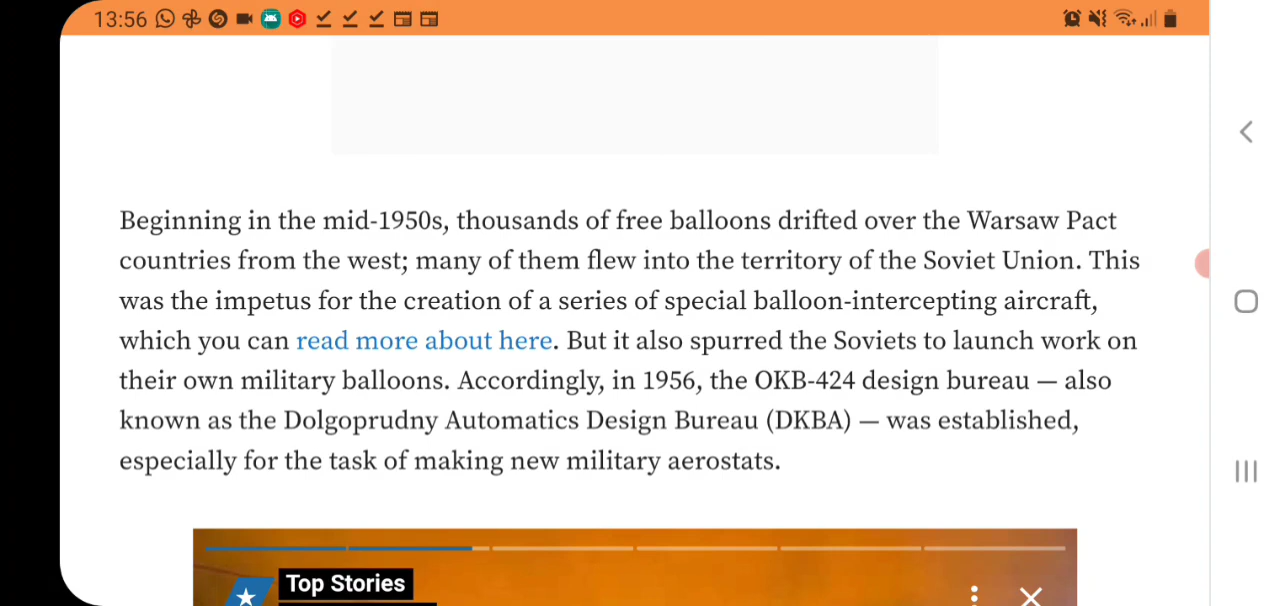 13:56
Beginning in the mid-1950s, thousands of free balloons drifted over the Warsaw Pact
countries from the west; many of them flew into the territory of the Soviet Union. This
was the impetus for the creation of a series of special balloon-intercepting aircraft,
which you can read more about here. But it also spurred the Soviets to launch work on
their own military balloons. Accordingly, in 1956, the OKB-424 design bureau — also
known as the Dolgoprudny Automatics Design Bureau (DKBA) — was established,
especially for the task of making new military aerostats.
Top Stories